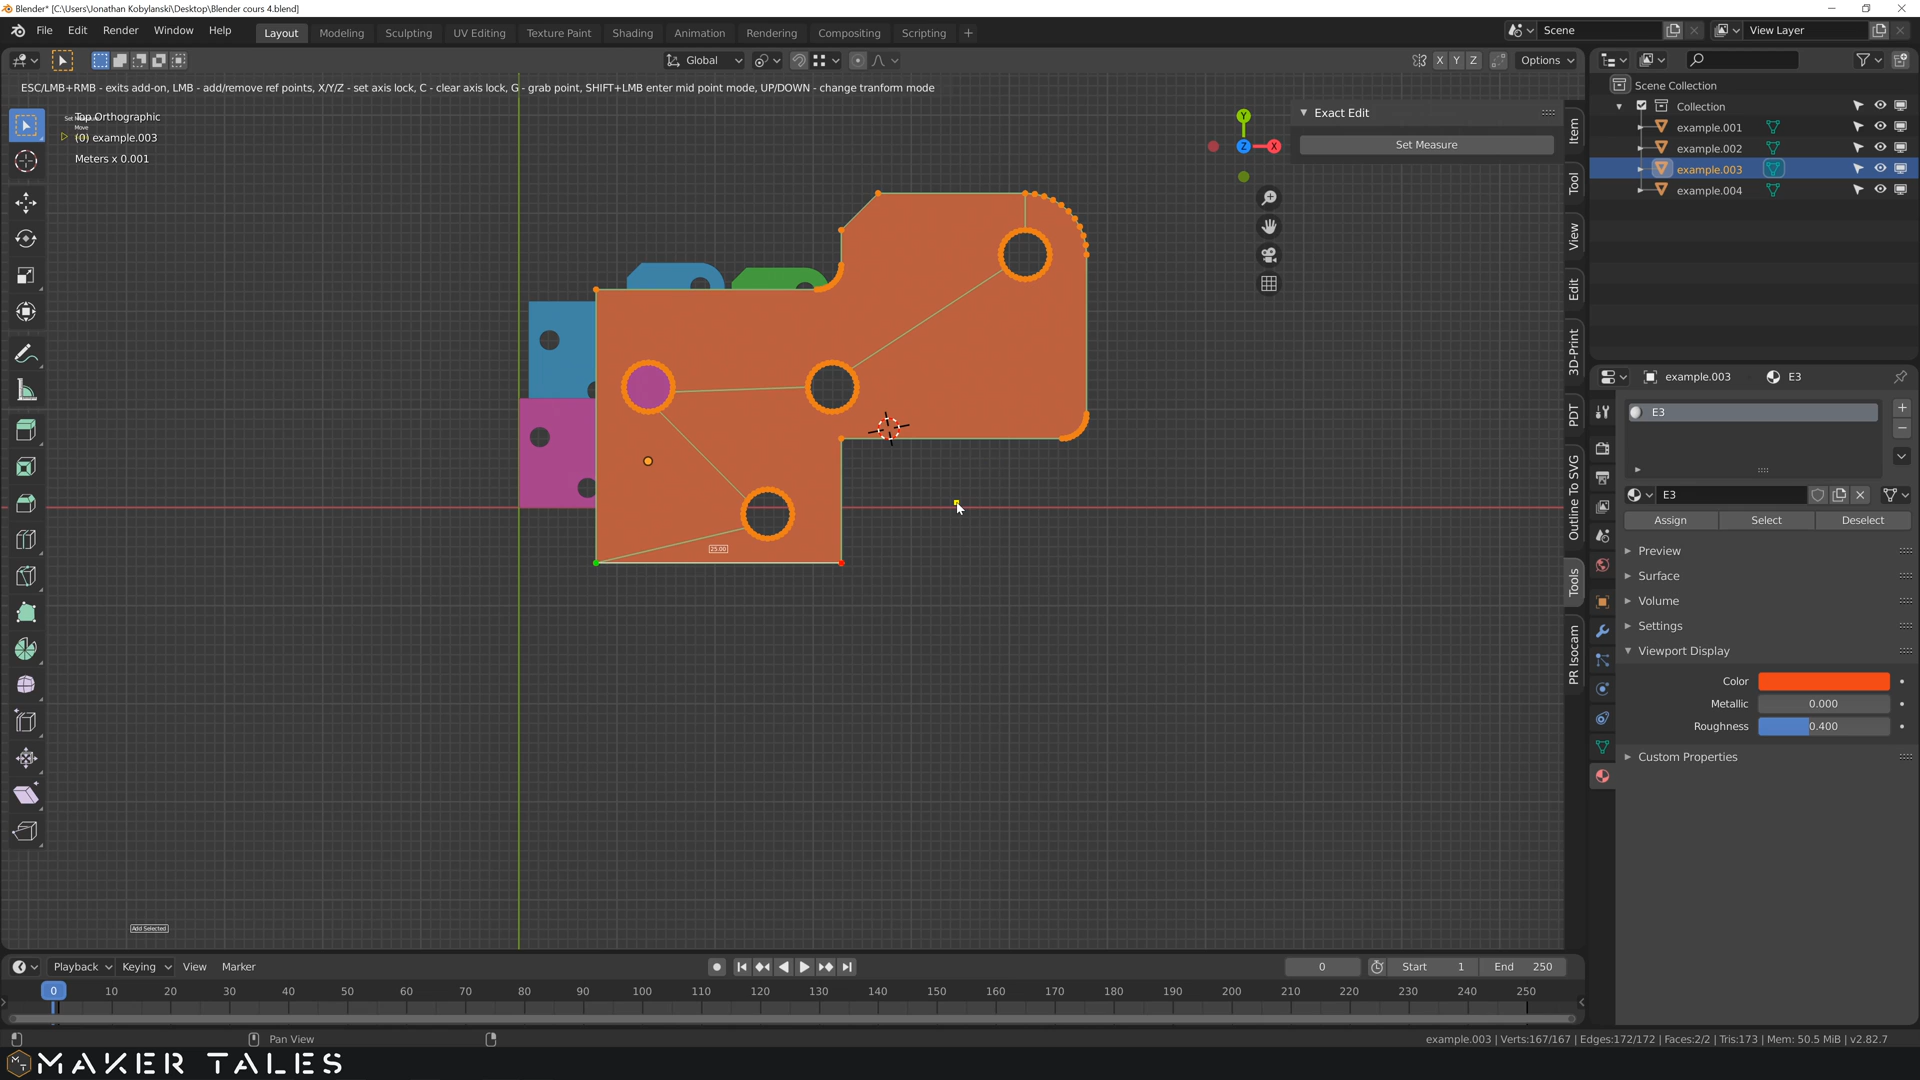 Blender* [C:\Users\Jonathan Kobylanski\Desktop\Blender cours 4.blend]
File Edit Render Window Help
Layout Modeling Sculpting UV Editing Texture Paint Shading Animation Rendering Compositing Scripting +
Scene
View Layer
Global
X Y Z
Options
ESC/LMB+RMB - exits add-on, LMB - add/remove ref points, X/Y/Z - set axis lock, C - clear axis lock, G - grab point, SHIFT+LMB enter mid point mode, UP/DOWN - change tranform mode
Top Orthographic
Move
(0) example.003
Meters x 0.001
Y
Z
X
Exact Edit
Set Measure
Item
Tool
View
Edit
3D-Print
PDT
Outline To SVG
Tools
PR Isocam
25.00
Add Selected
Scene Collection
Collection
example.001
example.002
example.003
example.004
example.003
E3
E3
E3
Assign
Select
Deselect
Preview
Surface
Volume
Settings
Viewport Display
Color
Metallic 0.000
Roughness 0.400
Custom Properties
Playback Keying View Marker
0
Start 1
End 250
0 10 20 30 40 50 60 70 80 90 100 110 120 130 140 150 160 170 180 190 200 210 220 230 240 250
Pan View
example.003 | Verts:167/167 | Edges:172/172 | Faces:2/2 | Tris:173 | Mem: 50.5 MiB | v2.82.7
MAKER TALES